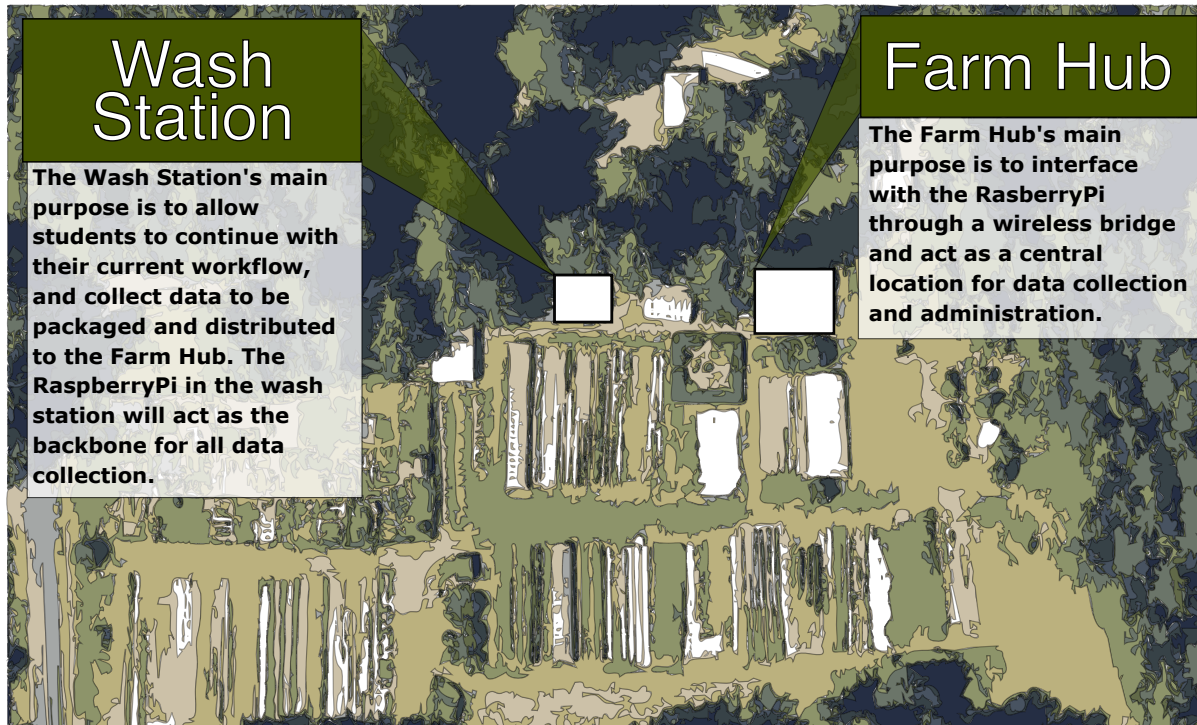 Wash
Station
The Wash Station's main
purpose is to allow
students to continue with
their current workflow,
and collect data to be
packaged and distributed
to the Farm Hub. The
RaspberryPi in the wash
station will act as the
backbone for all data
collection.
Farm Hub
The Farm Hub's main
purpose is to interface
with the RasberryPi
through a wireless bridge
and act as a central
location for data collection
and administration.